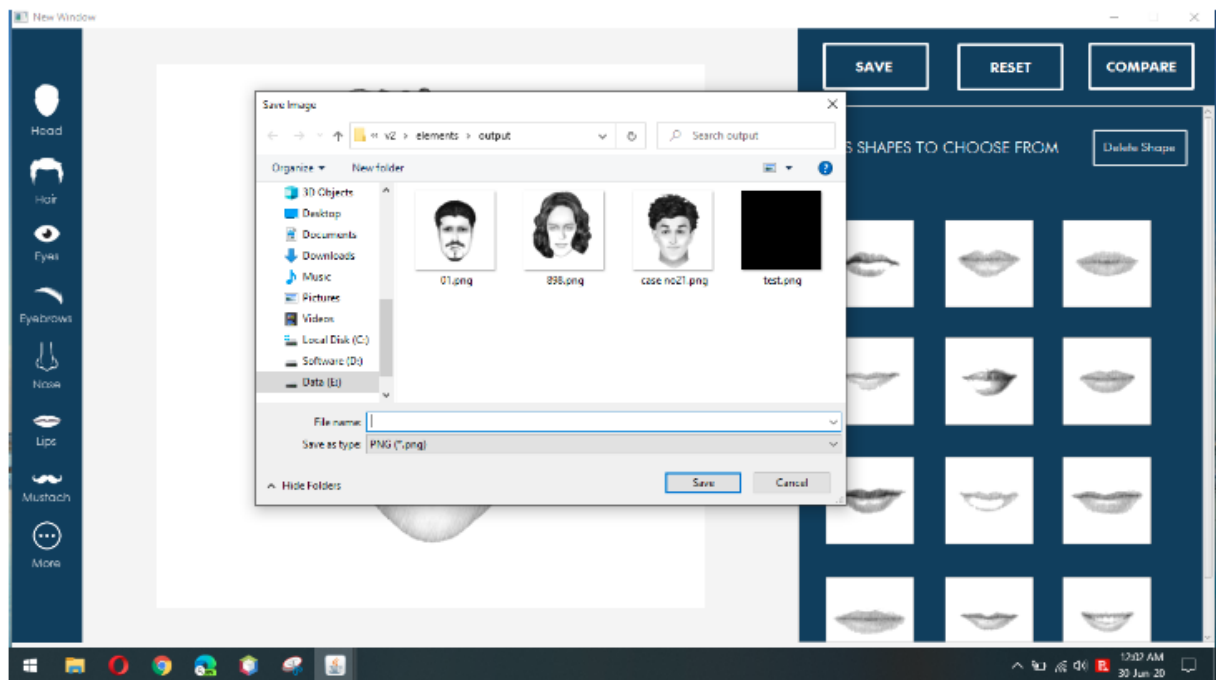 New Window
SAVE
RESET
COMPARE
S SHAPES TO CHOOSE FROM
Delete Shape
Head
Hair
Eyes
Eyebrows
Nose
Lips
Mustach
More
Save Image
« v2 > elements > output
Search output
Organize
New folder
3D Objects
Desktop
Documents
Downloads
Music
Pictures
Videos
Local Disk (C:)
Software (D:)
Data (E:)
01.png
898.png
case no21.png
test.png
File name:
Save as type: PNG (*.png)
Hide Folders
Save
Cancel
12:02 AM
30-Jun-20